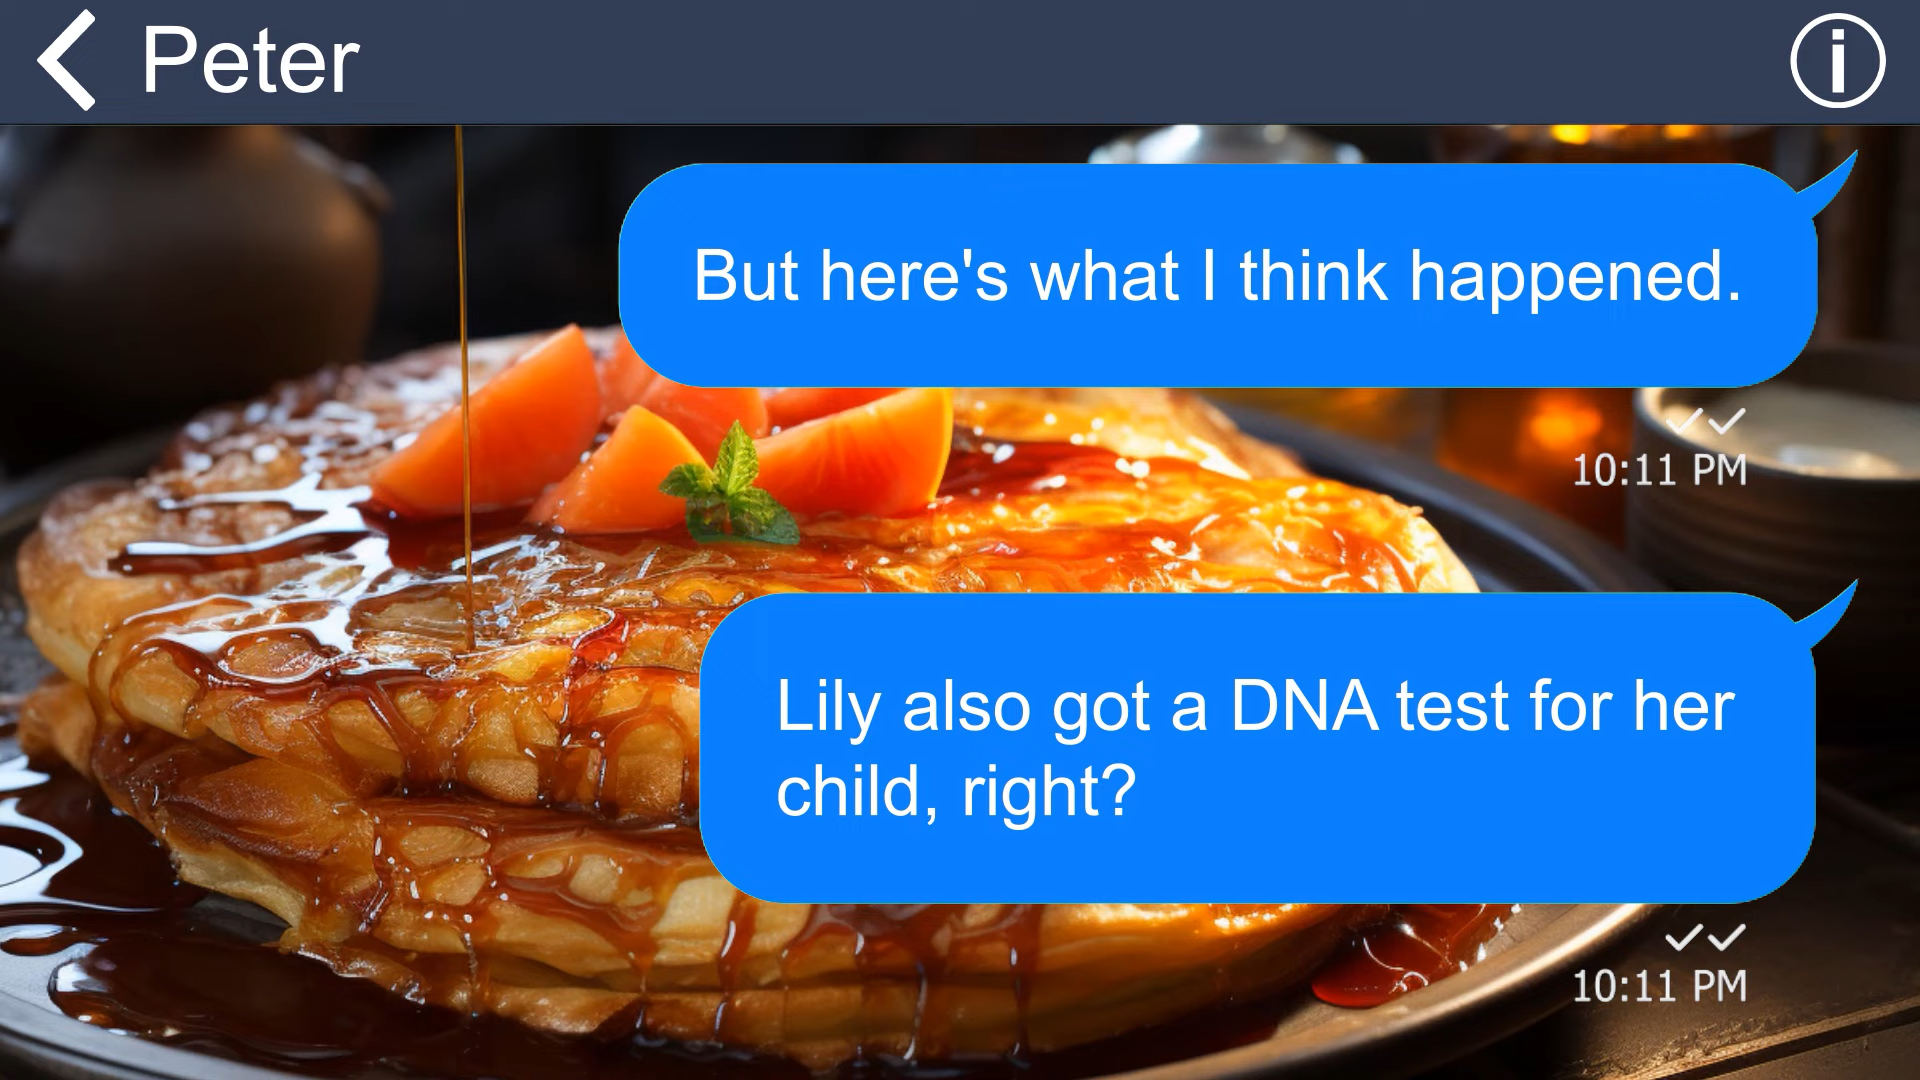 Peter
But here's what I think happened.
10:11 PM
Lily also got a DNA test for her
child, right?
10:11 PM